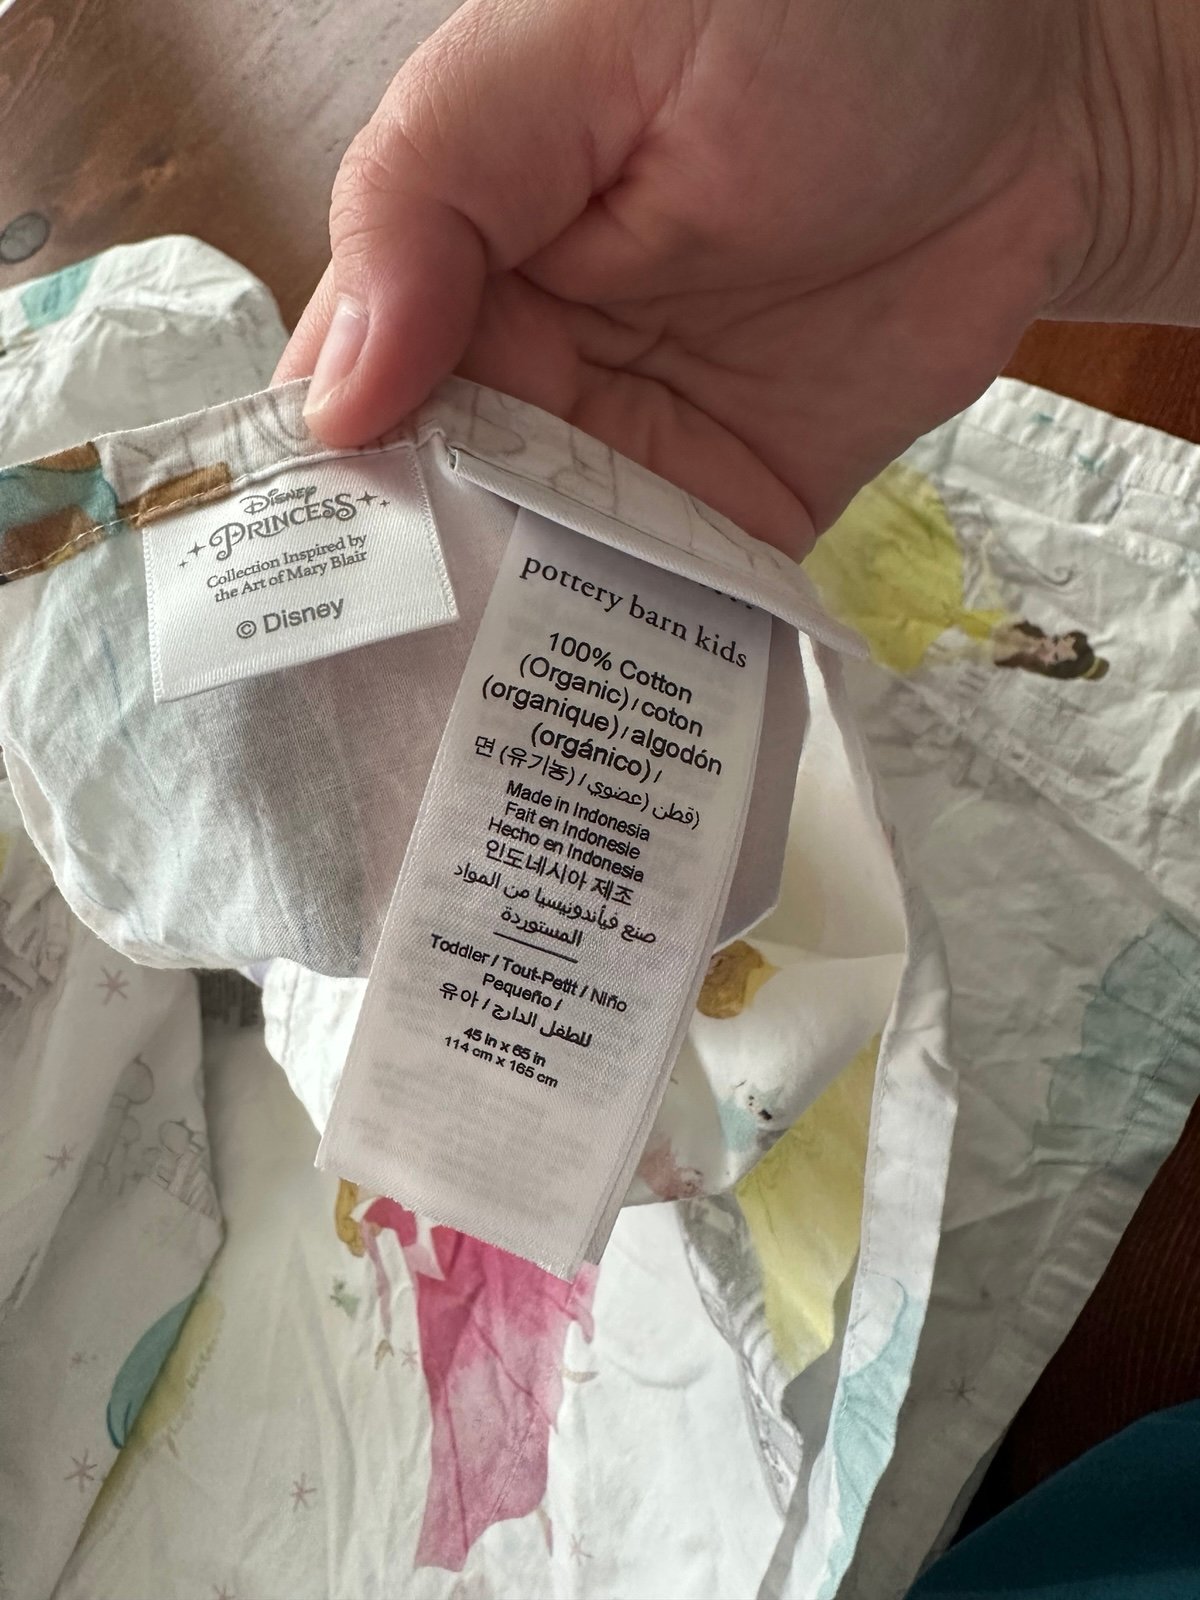 Disney
PRINCESS
Collection Inspired by
the Art of Mary Blair
© Disney
pottery barn kids
100% Cotton
(Organic) / coton
(organique) / algodón
(orgánico) /
면 (유기농) / قطن (عضوي)
Made in Indonesia
Fait en Indonesie
Hecho en Indonesia
인도네시아 제조
صنع فيأندونيسيا من المواد
المستوردة
Toddler / Tout-Petit / Niño
Pequeño /
유아 / للطفل الدارج
45 in x 65 in
114 cm x 165 cm